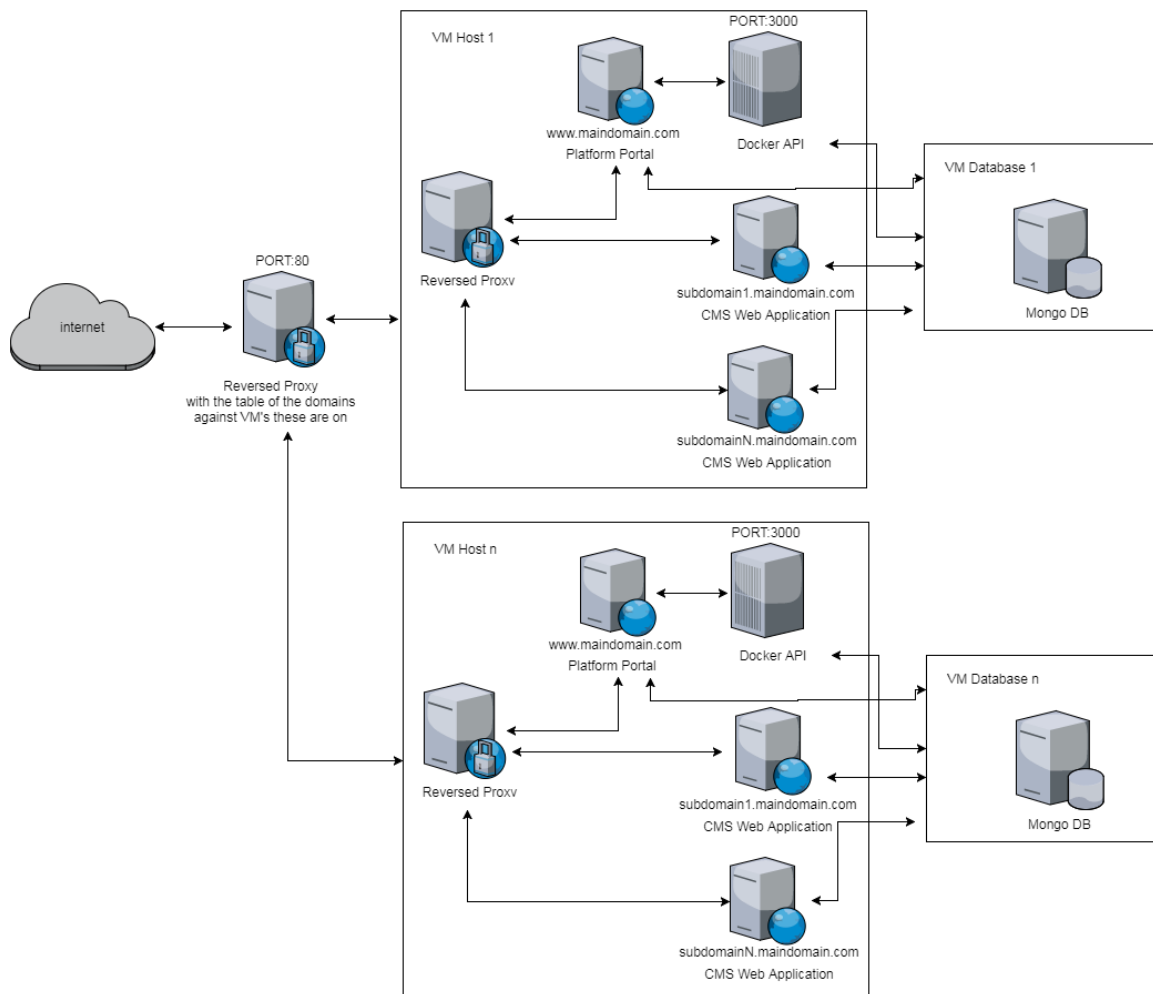 PORT:3000
VM Host 1
www.maindomain.com
Platform Portal
Docker API
VM Database 1
Reversed Proxy
subdomain1.maindomain.com
CMS Web Application
Mongo DB
PORT:80
internet
Reversed Proxy
with the table of the domains
against VM's these are on
subdomainN.maindomain.com
CMS Web Application
PORT:3000
VM Host n
www.maindomain.com
Platform Portal
Docker API
VM Database n
Reversed Proxy
subdomain1.maindomain.com
CMS Web Application
Mongo DB
subdomainN.maindomain.com
CMS Web Application